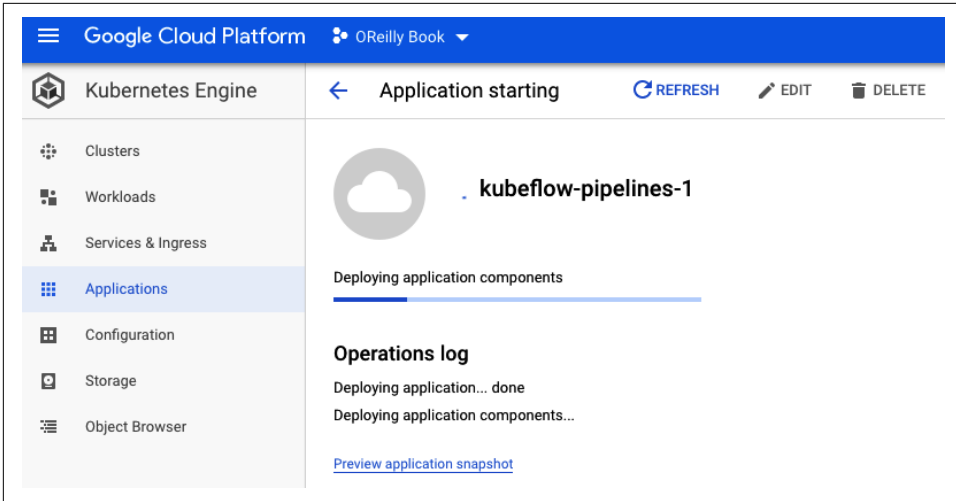 Google Cloud Platform OReilly Book
Kubernetes Engine
Application starting REFRESH EDIT DELETE
Clusters
Workloads
Services & Ingress
Applications
Configuration
Storage
Object Browser
kubeflow-pipelines-1
Deploying application components
Operations log
Deploying application... done
Deploying application components...
Preview application snapshot